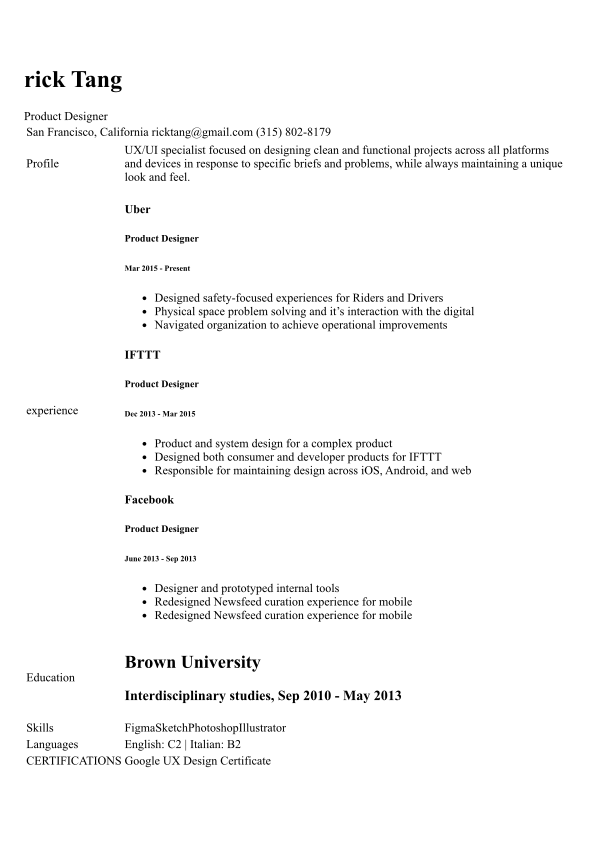 rick Tang
Product Designer
San Francisco, California ricktang@gmail.com (315) 802-8179
Profile
UX/UI specialist focused on designing clean and functional projects across all platforms
and devices in response to specific briefs and problems, while always maintaining a unique
look and feel.
experience
Uber
Product Designer
Mar 2015 - Present
• Designed safety-focused experiences for Riders and Drivers
• Physical space problem solving and it’s interaction with the digital
• Navigated organization to achieve operational improvements
IFTTT
Product Designer
Dec 2013 - Mar 2015
• Product and system design for a complex product
• Designed both consumer and developer products for IFTTT
• Responsible for maintaining design across iOS, Android, and web
Facebook
Product Designer
June 2013 - Sep 2013
• Designer and prototyped internal tools
• Redesigned Newsfeed curation experience for mobile
• Redesigned Newsfeed curation experience for mobile
Education
Brown University
Interdisciplinary studies, Sep 2010 - May 2013
Skills FigmaSketchPhotoshopIllustrator
Languages English: C2 | Italian: B2
CERTIFICATIONS Google UX Design Certificate